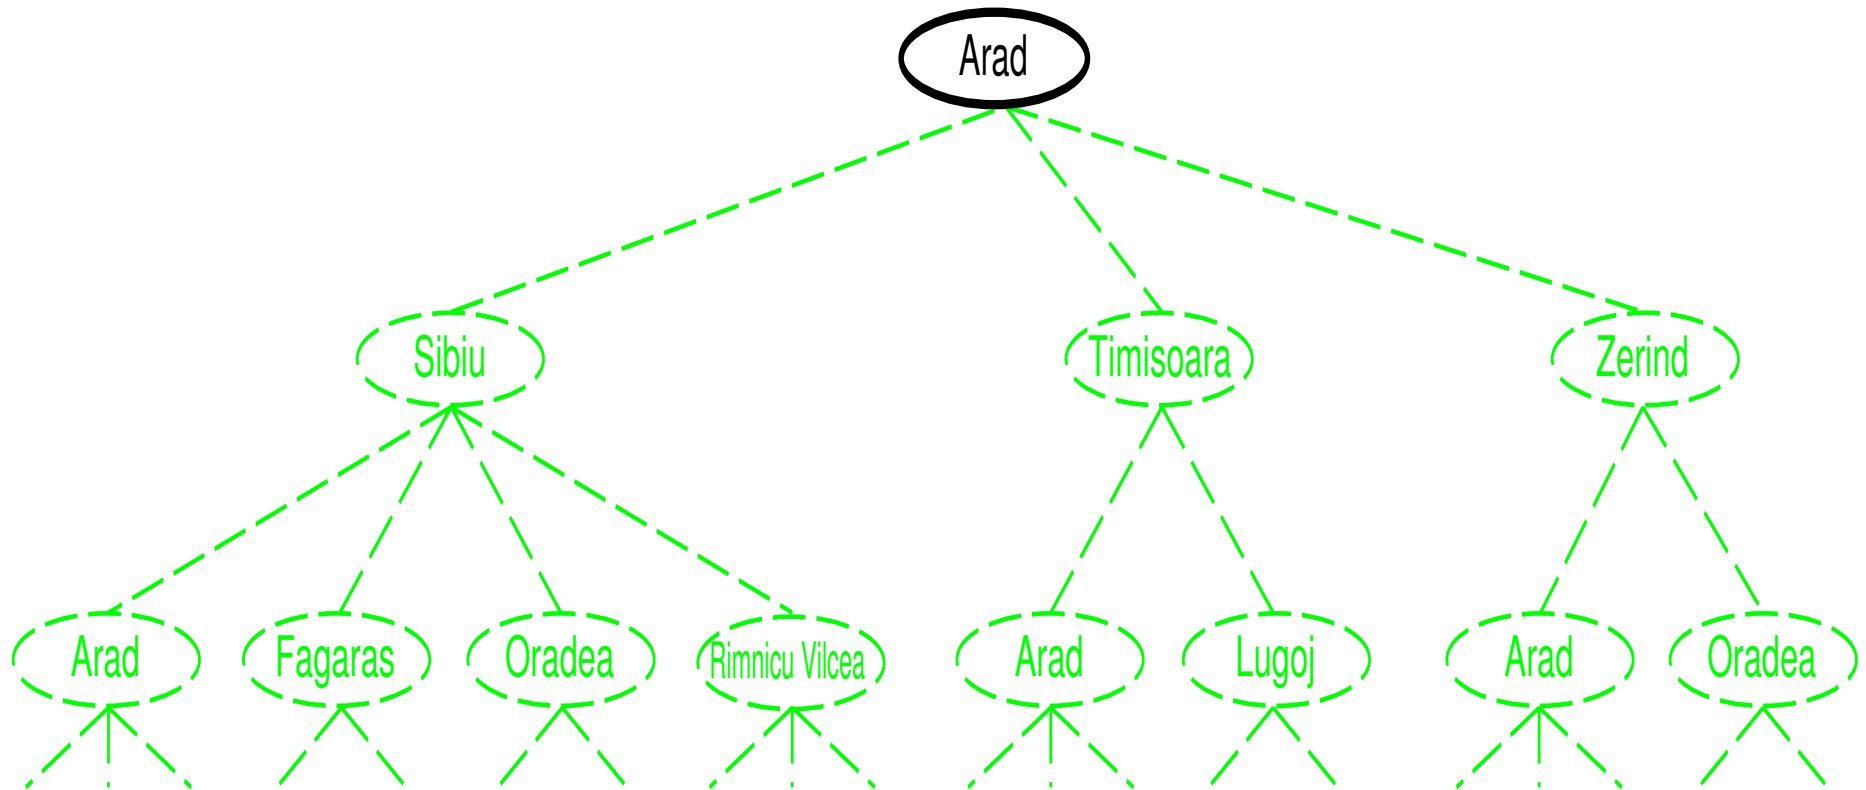 Arad
Sibiu
Timisoara
Zerind
Arad
Fagaras
Oradea
Rimnicu Vilcea
Arad
Lugoj
Arad
Oradea